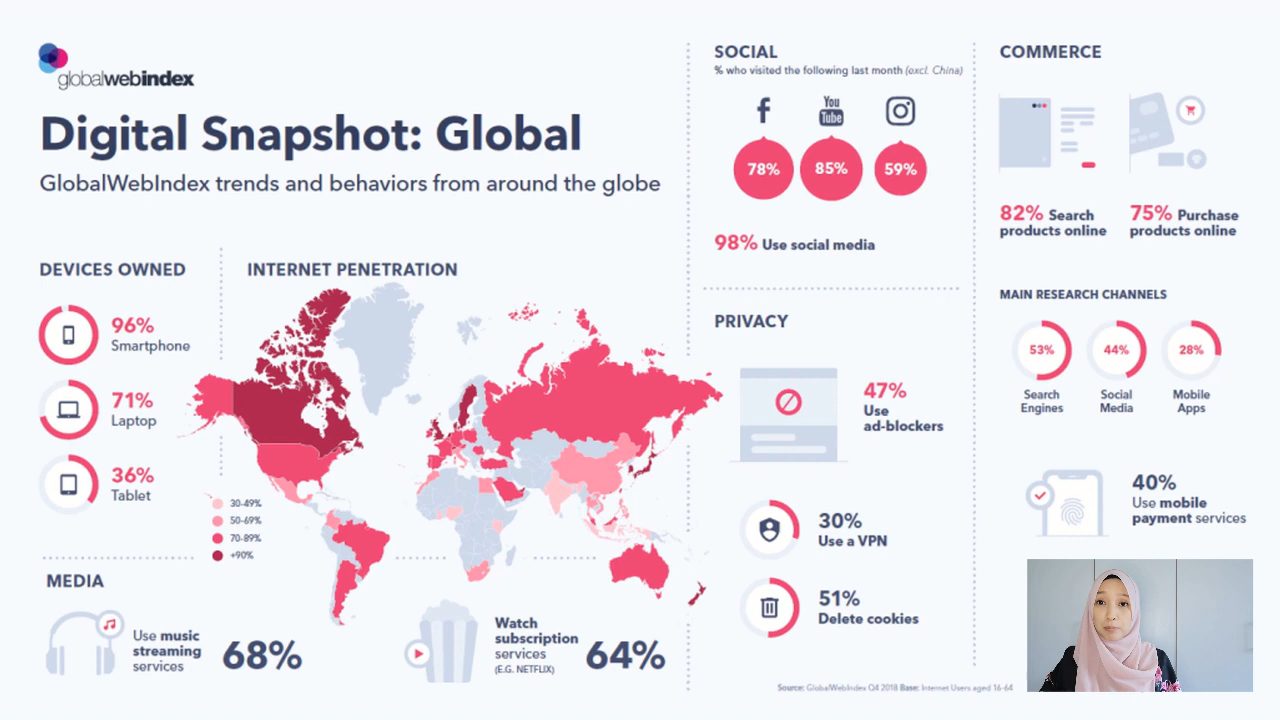 globalwebindex
Digital Snapshot: Global
GlobalWebIndex trends and behaviors from around the globe
DEVICES OWNED
96%
Smartphone
71%
Laptop
36%
Tablet
INTERNET PENETRATION
30-49%
50-69%
70-89%
+90%
MEDIA
Use music
streaming
services
68%
Watch
subscription
services
(E.G. NETFLIX)
64%
SOCIAL
% who visited the following last month (excl. China)
f
You
Tube
78%
85%
59%
98% Use social media
PRIVACY
47%
Use
ad-blockers
30%
Use a VPN
51%
Delete cookies
COMMERCE
82% Search
products online
75% Purchase
products online
MAIN RESEARCH CHANNELS
53%
44%
28%
Search
Engines
Social
Media
Mobile
Apps
40%
Use mobile
payment services
Source: GlobalWebIndex Q4 2018 Base: Internet Users aged 16-64